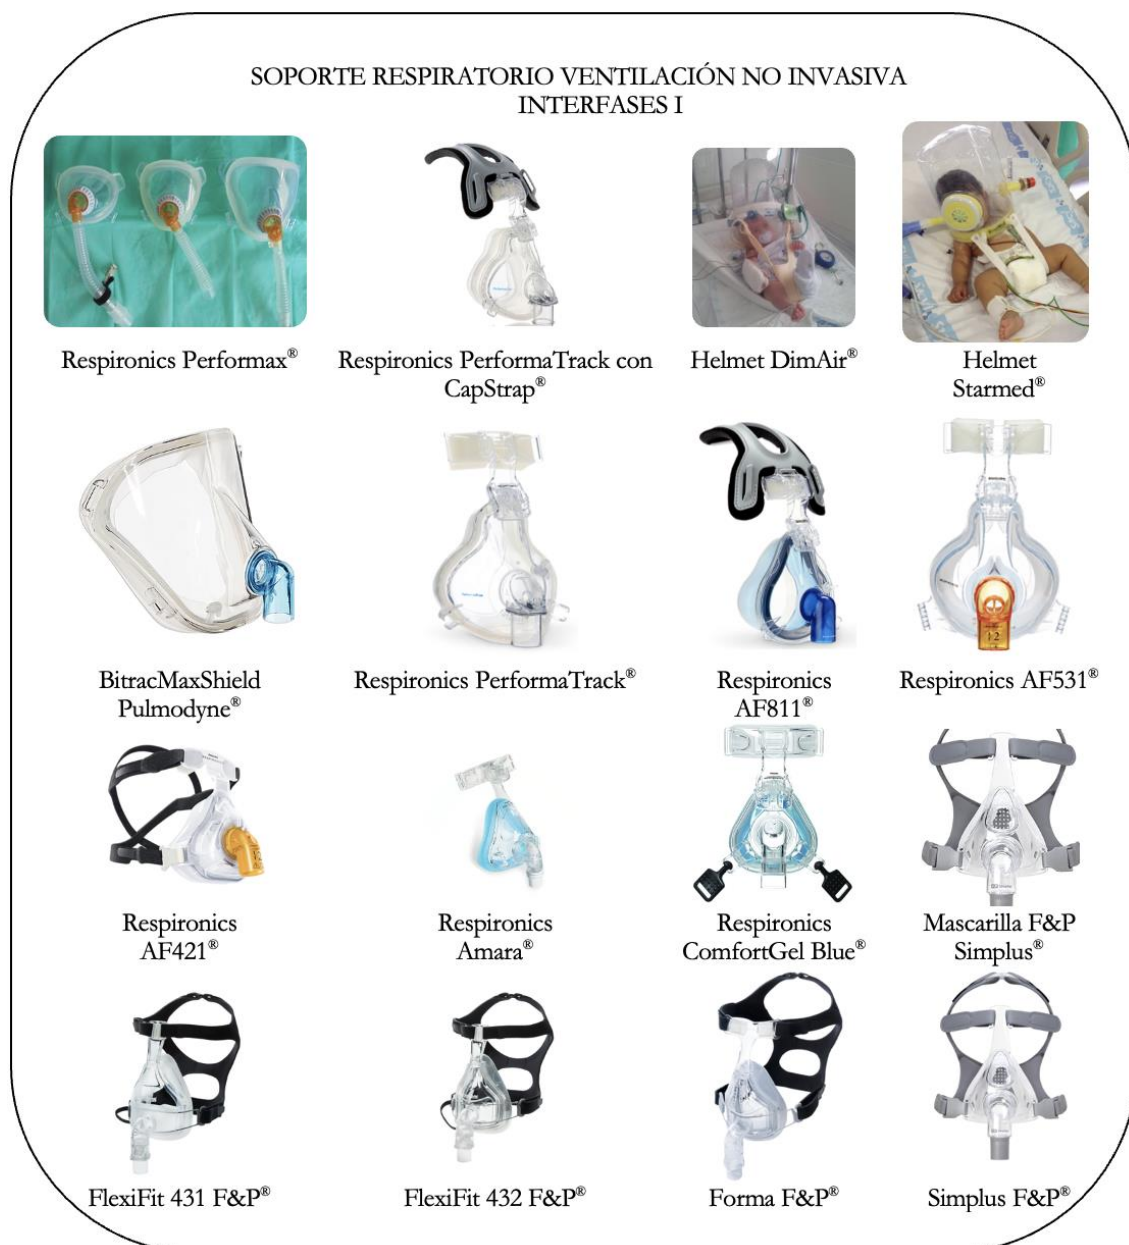 SOPORTE RESPIRATORIO VENTILACIÓN NO INVASIVA
INTERFASES I
Respironics Performax®
Respironics PerformaTrack con
CapStrap®
Helmet DimAir®
Helmet
Starmed®
BitracMaxShield
Pulmodyne®
Respironics PerformaTrack®
Respironics
AF811®
Respironics AF531®
Respironics
AF421®
Respironics
Amara®
Respironics
ComfortGel Blue®
Mascarilla F&P
Simplus®
FlexiFit 431 F&P®
FlexiFit 432 F&P®
Forma F&P®
Simplus F&P®